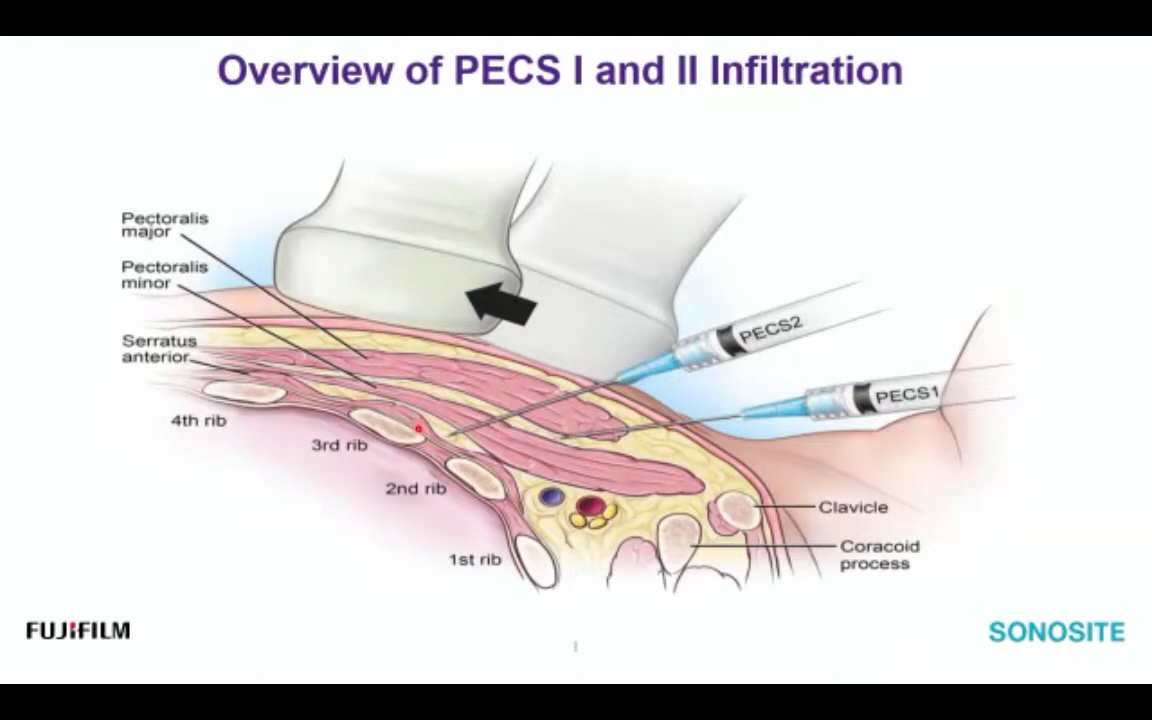 Overview of PECS I and II Infiltration
Pectoralis
major
Pectoralis
minor
Serratus
anterior
4th rib
3rd rib
2nd rib
1st rib
PECS2
PECS1
Clavicle
Coracoid
process
FUJIFILM
SONOSITE